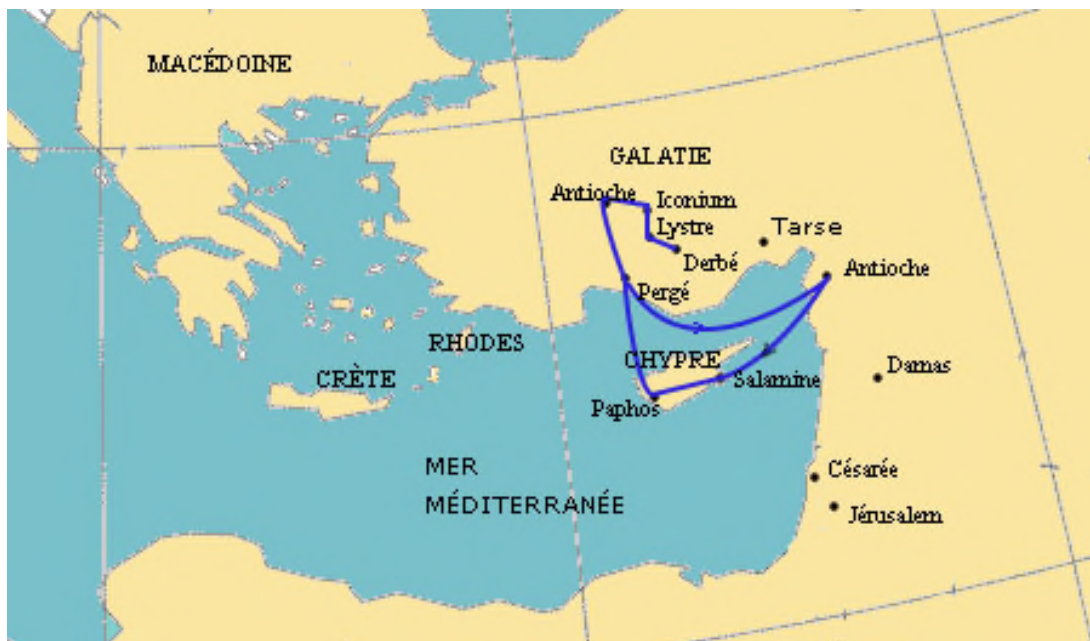 MACÉDOINE
GALATIE
Antioche
Iconium
Lystre
Tarse
Derbé
Antioche
Pergé
RHODES
CHYPRE
CRÈTE
Salamine
Damas
Paphos
MER
MÉDITERRANÉE
Césarée
Jérusalem